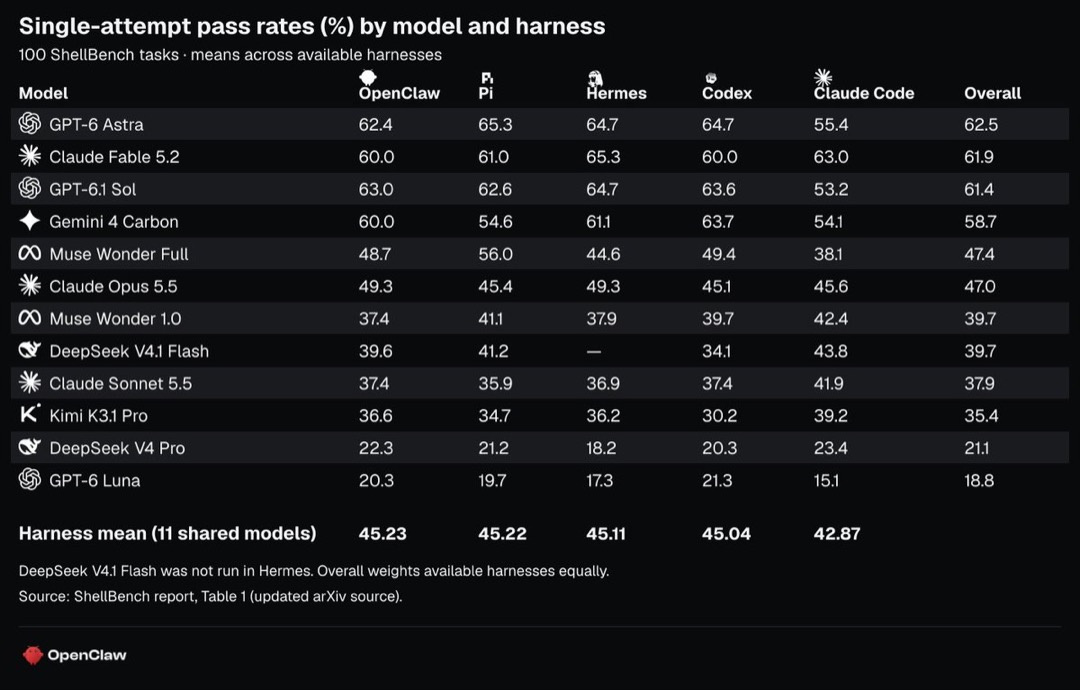 Single-attempt pass rates (%) by model and harness
100 ShellBench tasks · means across available harnesses
Model OpenClaw Pi Hermes Codex Claude Code Overall
GPT-6 Astra 62.4 65.3 64.7 64.7 55.4 62.5
Claude Fable 5.2 60.0 61.0 65.3 60.0 63.0 61.9
GPT-6.1 Sol 63.0 62.6 64.7 63.6 53.2 61.4
Gemini 4 Carbon 60.0 54.6 61.1 63.7 54.1 58.7
Muse Wonder Full 48.7 56.0 44.6 49.4 38.1 47.4
Claude Opus 5.5 49.3 45.4 49.3 45.1 45.6 47.0
Muse Wonder 1.0 37.4 41.1 37.9 39.7 42.4 39.7
DeepSeek V4.1 Flash 39.6 41.2 — 34.1 43.8 39.7
Claude Sonnet 5.5 37.4 35.9 36.9 37.4 41.9 37.9
Kimi K3.1 Pro 36.6 34.7 36.2 30.2 39.2 35.4
DeepSeek V4 Pro 22.3 21.2 18.2 20.3 23.4 21.1
GPT-6 Luna 20.3 19.7 17.3 21.3 15.1 18.8
Harness mean (11 shared models) 45.23 45.22 45.11 45.04 42.87
DeepSeek V4.1 Flash was not run in Hermes. Overall weights available harnesses equally.
Source: ShellBench report, Table 1 (updated arXiv source).
OpenClaw